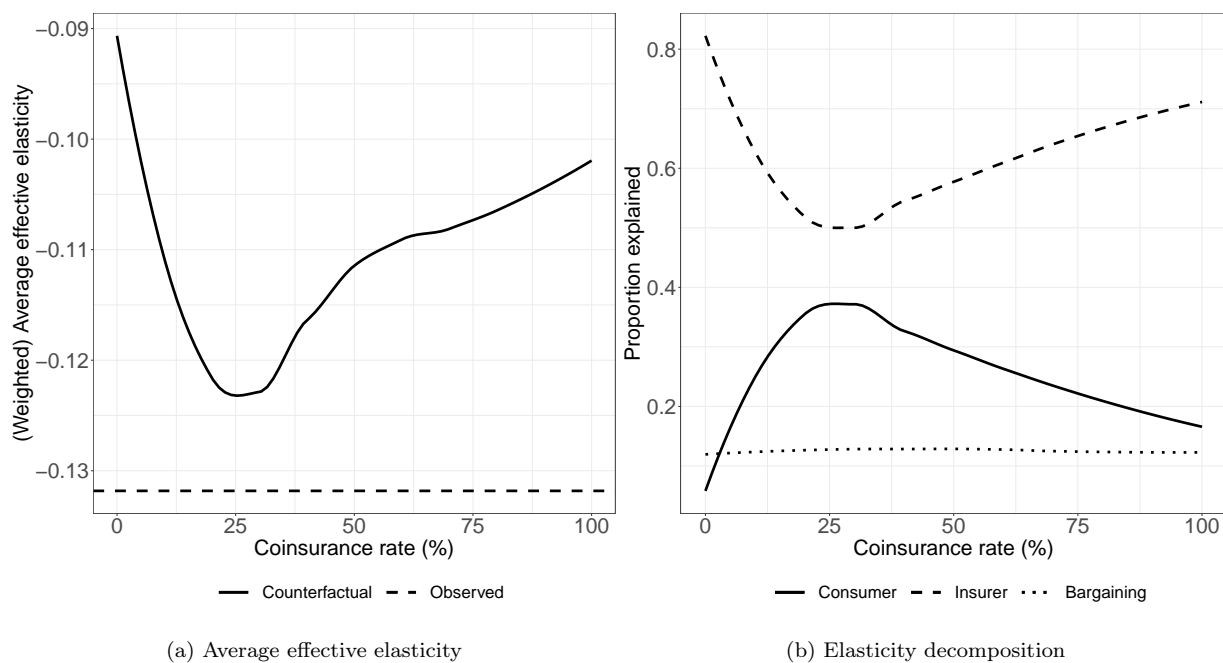 (Weighted) Average effective elasticity
−0.09
−0.10
−0.11
−0.12
−0.13
0 25 50 75 100
Coinsurance rate (%)
Counterfactual Observed
(a) Average effective elasticity
Proportion explained
0.8
0.6
0.4
0.2
0 25 50 75 100
Coinsurance rate (%)
Consumer Insurer Bargaining
(b) Elasticity decomposition